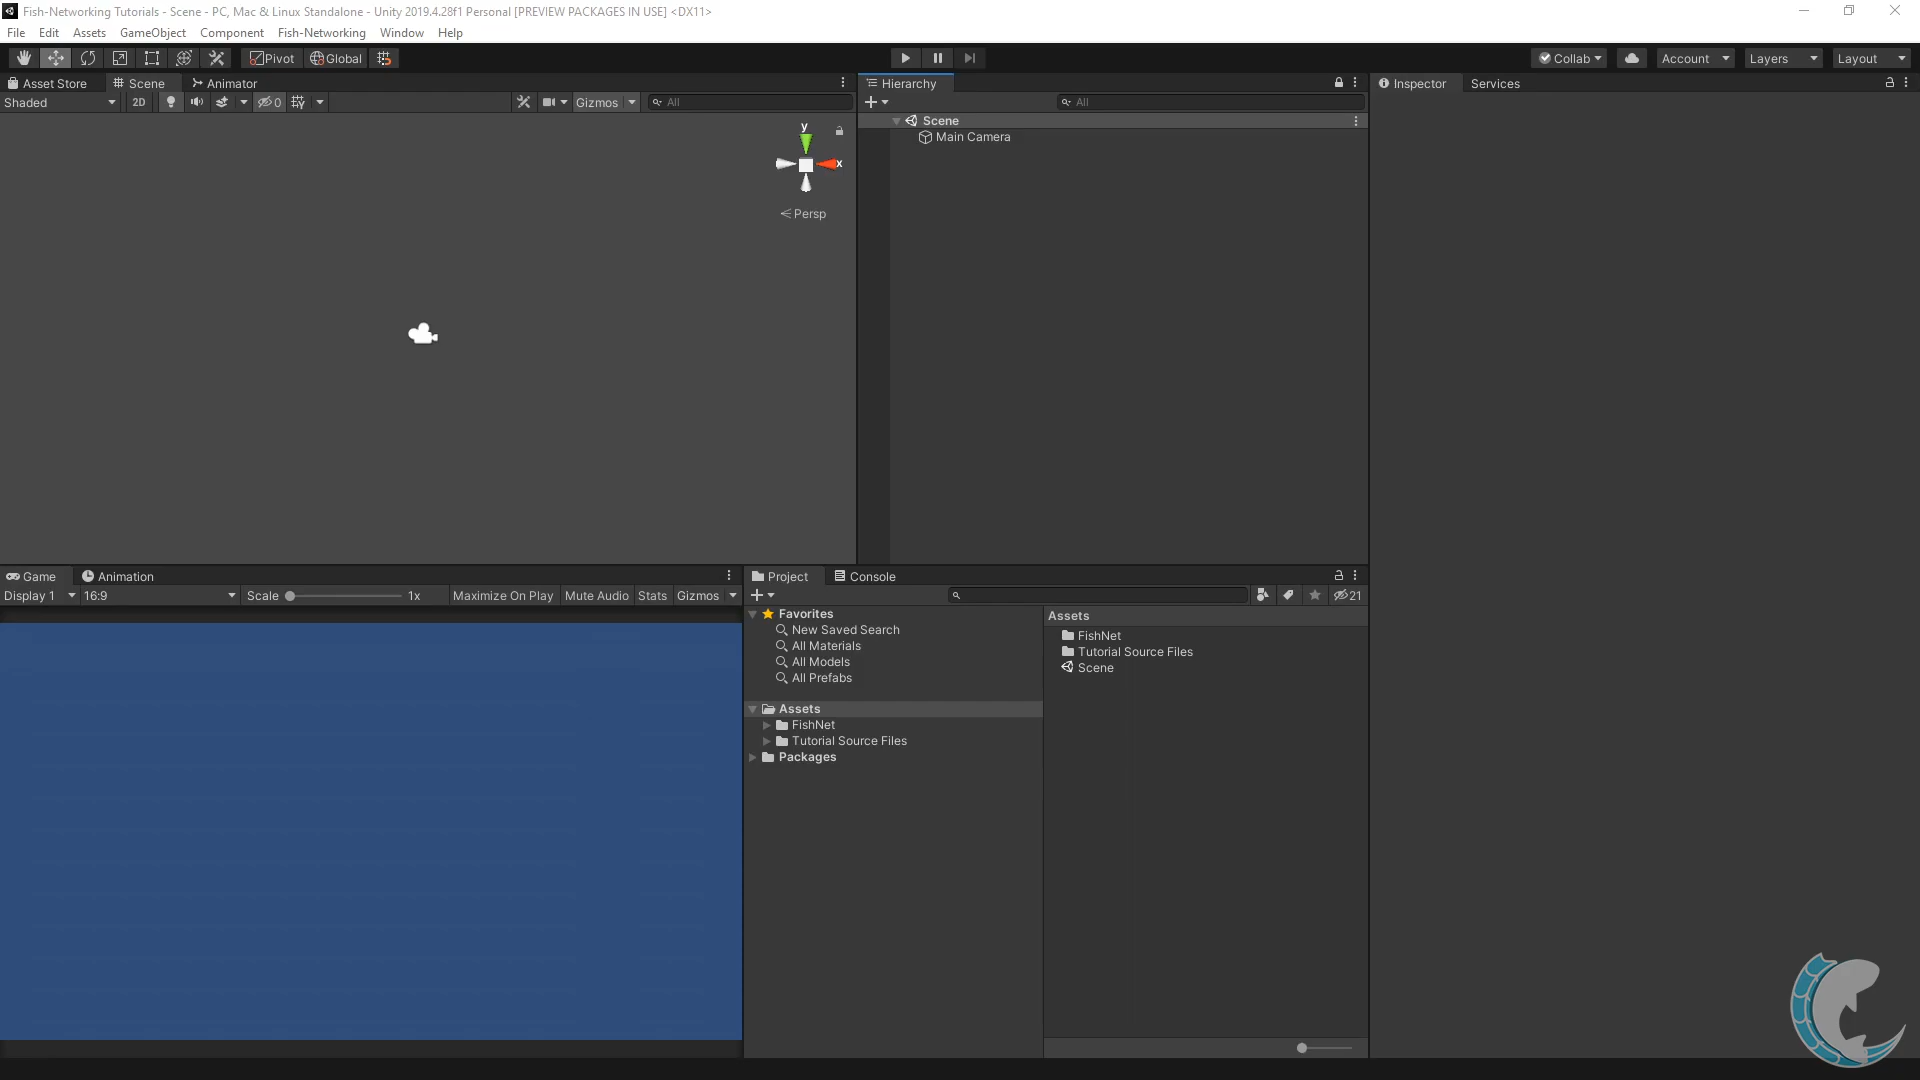 Fish-Networking Tutorials - Scene - PC, Mac & Linux Standalone - Unity 2019.4.28f1 Personal [PREVIEW PACKAGES IN USE] <DX11>
File Edit Assets GameObject Component Fish-Networking Window Help
Pivot Global Collab Account Layers Layout
Asset Store Scene Animator
Shaded 2D 0 Gizmos All
y
x
Persp
Hierarchy
All
Scene
Main Camera
Inspector Services
Game Animation
Display 1 16:9 Scale 1x Maximize On Play Mute Audio Stats Gizmos
Project Console
21
Favorites
New Saved Search
All Materials
All Models
All Prefabs
Assets
FishNet
Tutorial Source Files
Packages
Assets
FishNet
Tutorial Source Files
Scene